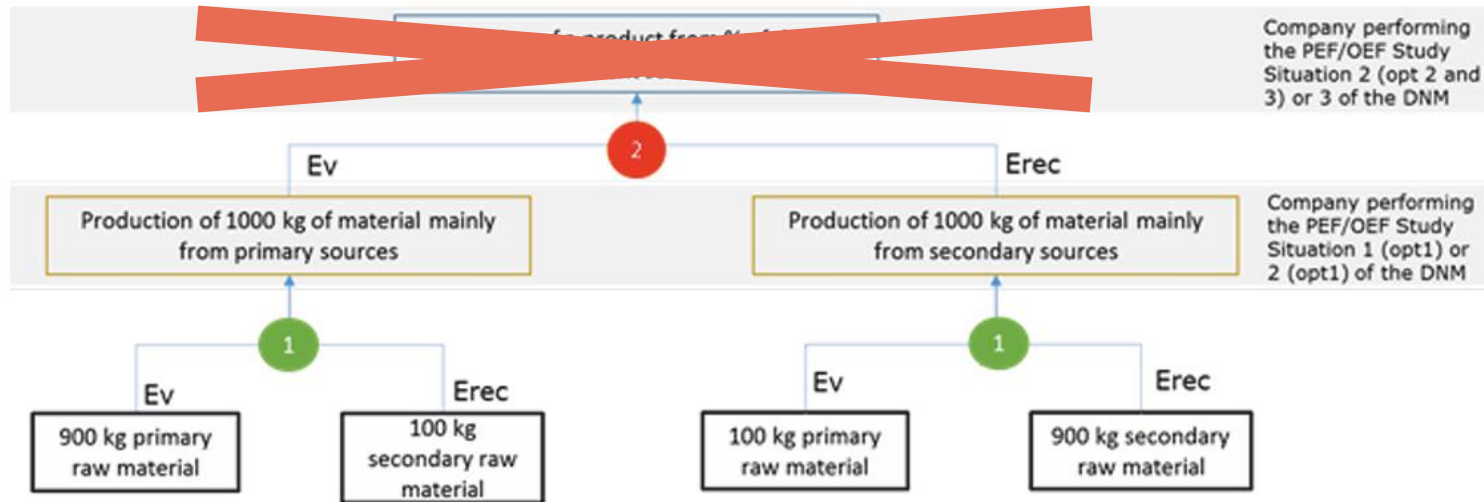 product from %
Company performing
the PEF/OEF Study
Situation 2 (opt 2 and
3) or 3 of the DNM
2
Ev
Erec
Production of 1000 kg of material mainly
from primary sources
Production of 1000 kg of material mainly
from secondary sources
Company performing
the PEF/OEF Study
Situation 1 (opt1) or
2 (opt1) of the DNM
1
1
Ev
Erec
Ev
Erec
900 kg primary
raw material
100 kg
secondary raw
material
100 kg primary
raw material
900 kg secondary
raw material